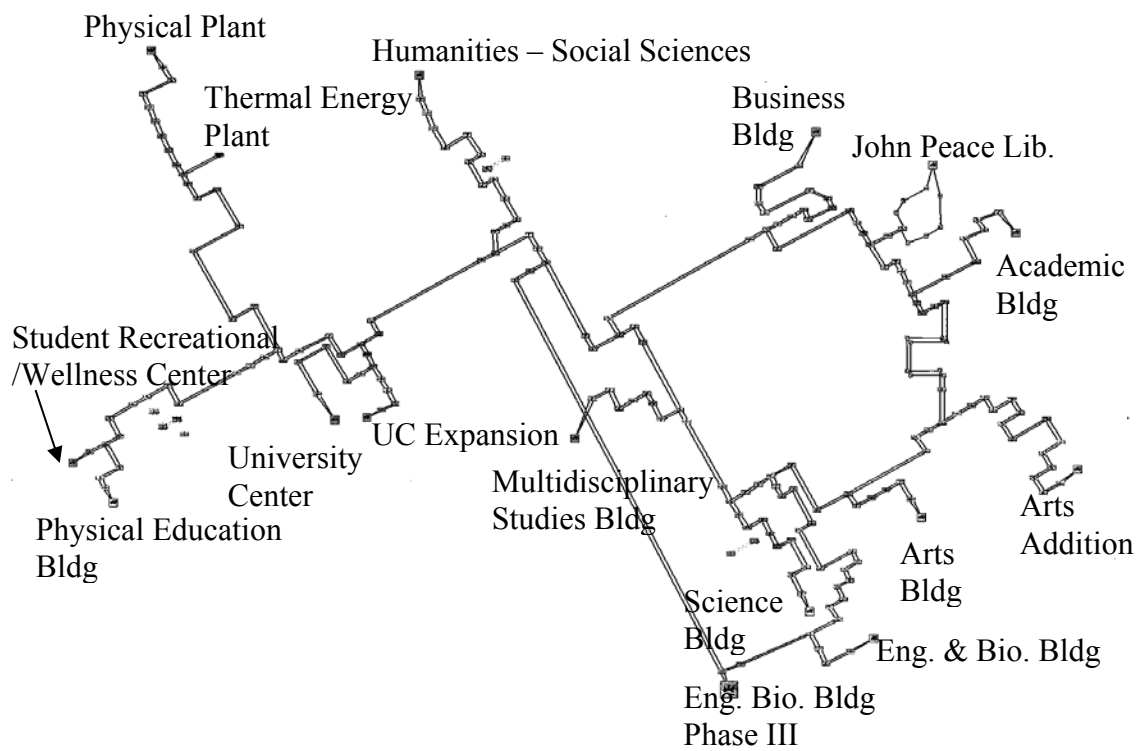 Physical Plant
Humanities – Social Sciences
Thermal Energy
Plant
Business
Bldg
John Peace Lib.
Academic
Bldg
Student Recreational
/Wellness Center
University
Center
UC Expansion
Multidisciplinary
Studies Bldg
Physical Education
Bldg
Arts
Addition
Arts
Bldg
Science
Bldg
Eng. & Bio. Bldg
Eng. Bio. Bldg
Phase III